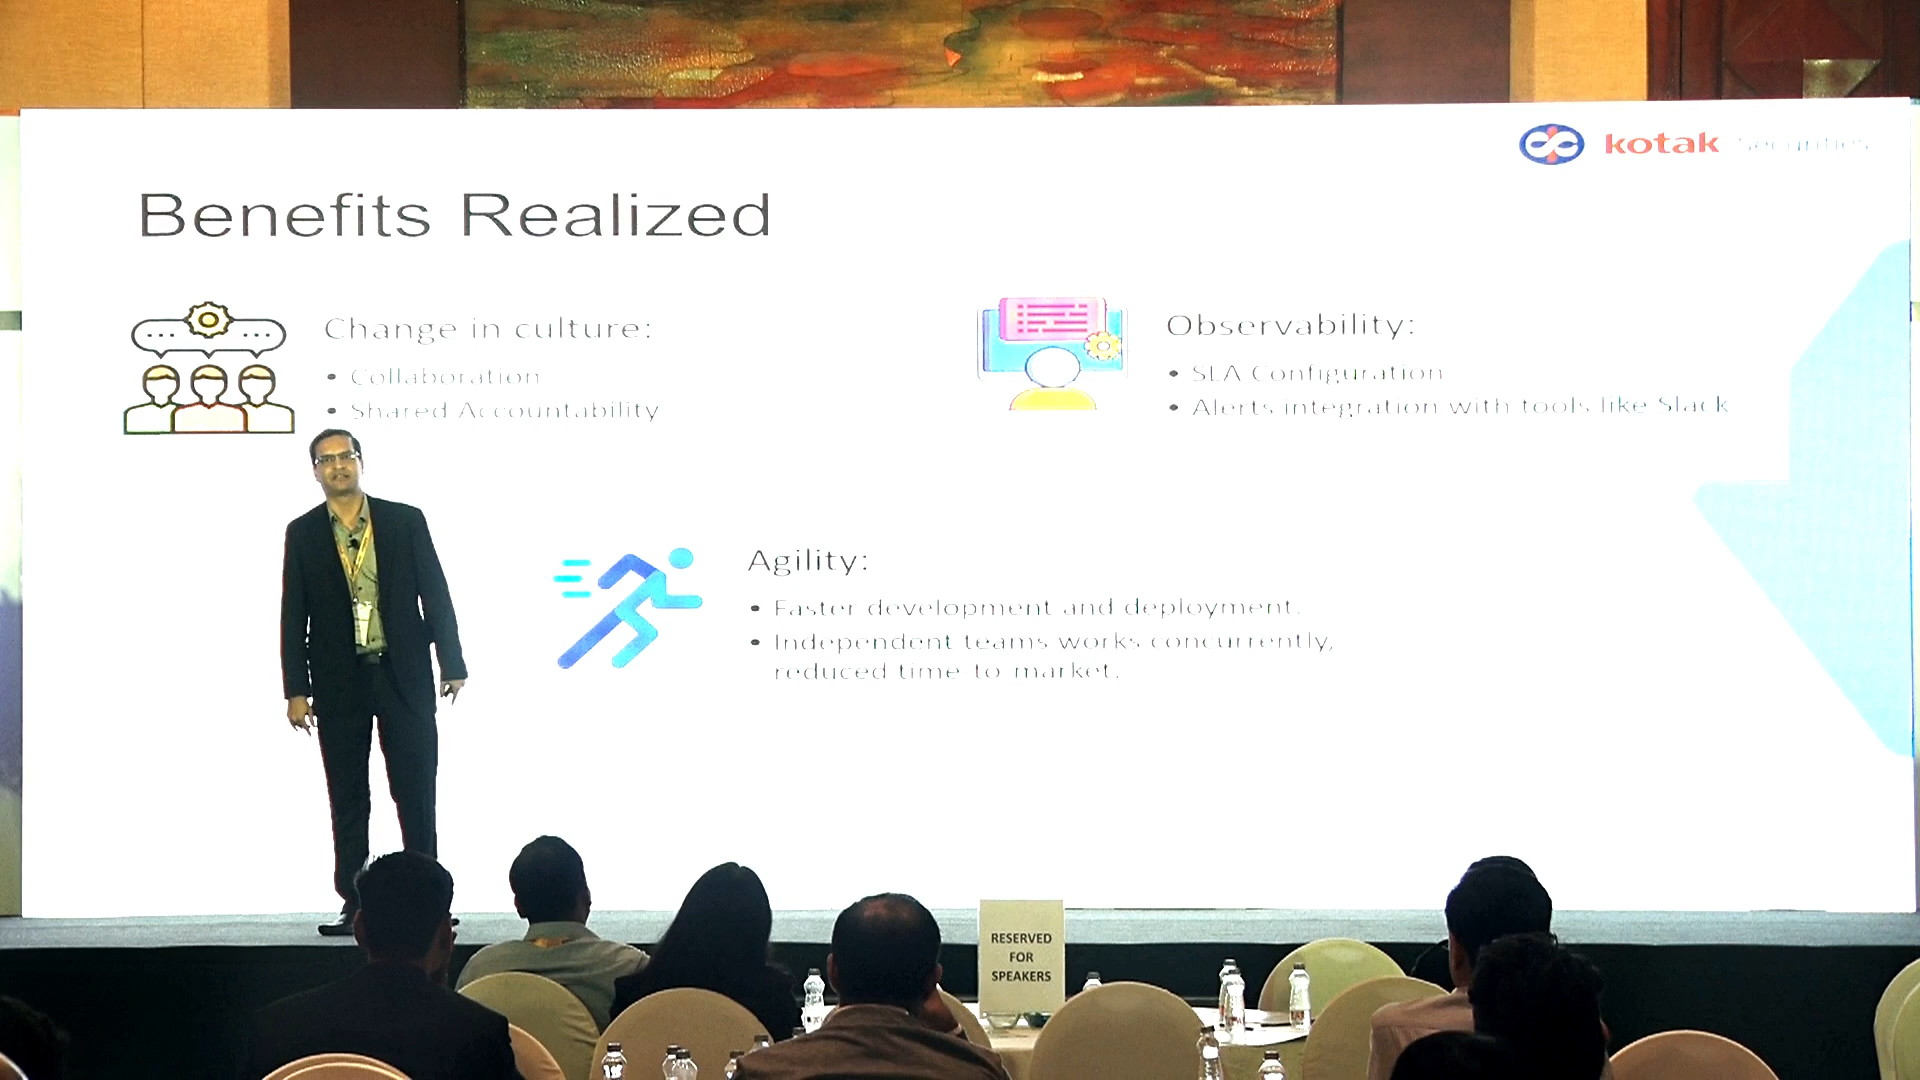 kotak Securities
Benefits Realized
Change in culture:
• Collaboration
• Shared Accountability
Observability:
• SLA Configuration
• Alerts integration with tools like Slack
Agility:
• Faster development and deployment.
• Independent teams works concurrently,
reduced time to market.
RESERVED
FOR
SPEAKERS